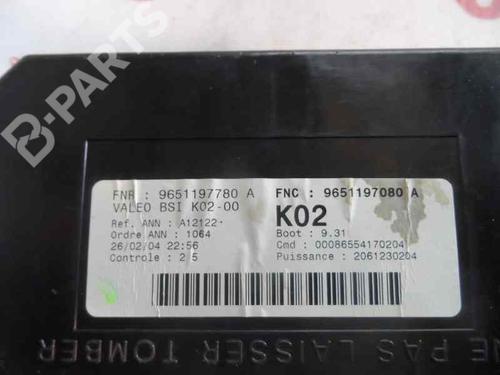 B-PARTS
FNR : 9651197780 A
VALEO BSI K02-00
Ref. ANN : A12122-
Ordre ANN : 1064
26/02/04 22:56
Controle : 2 5
FNC : 9651197080 A
K02
Boot : 9.31
Cmd : 00086554170204
Puissance : 2061230204
NE PAS LAISSER TOMBER